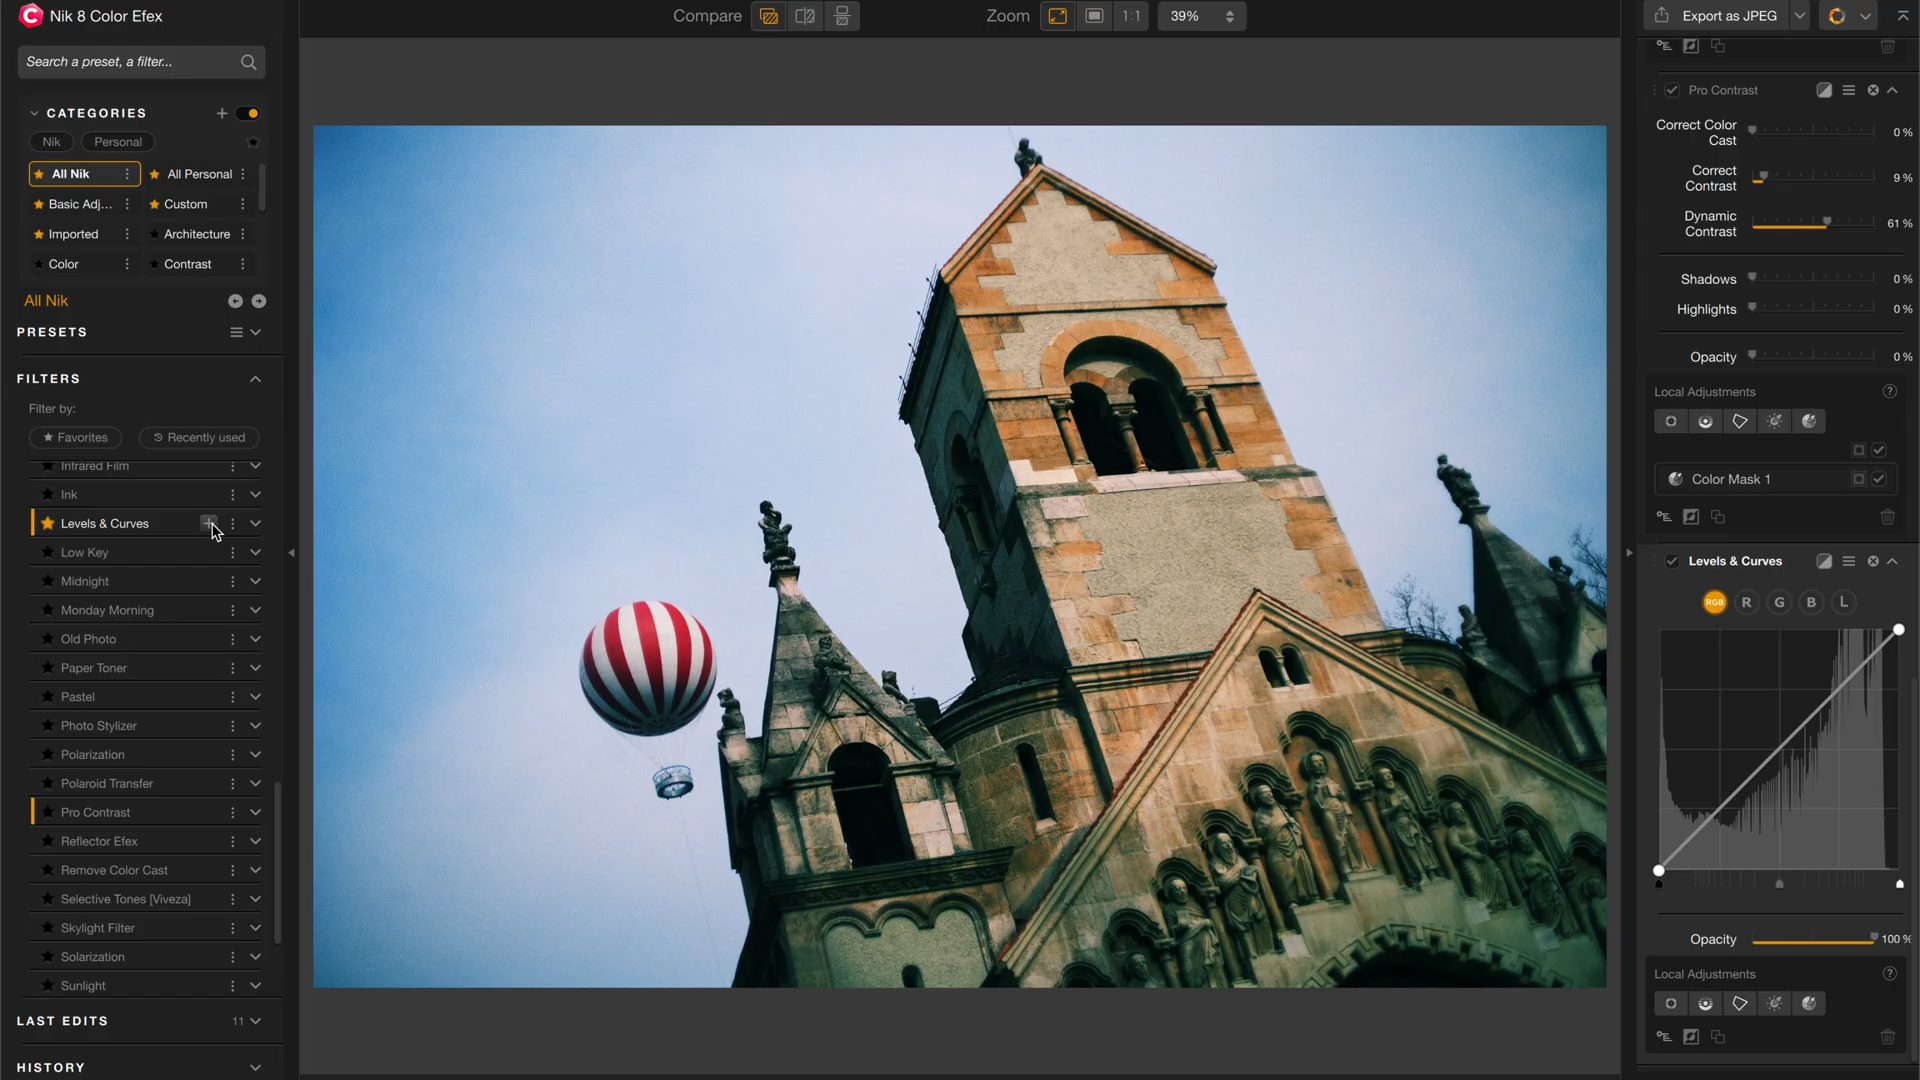 Nik 8 Color Efex
Compare
Zoom
1:1
39%
Export as JPEG
Search a preset, a filter...
CATEGORIES
Nik
Personal
All Nik
All Personal
Basic Adj...
Custom
Imported
Architecture
Color
Contrast
All Nik
PRESETS
FILTERS
Filter by:
Favorites
Recently used
Infrared Film
Ink
Levels & Curves
Low Key
Midnight
Monday Morning
Old Photo
Paper Toner
Pastel
Photo Stylizer
Polarization
Polaroid Transfer
Pro Contrast
Reflector Efex
Remove Color Cast
Selective Tones [Viveza]
Skylight Filter
Solarization
Sunlight
LAST EDITS
11
HISTORY
Pro Contrast
Correct Color Cast
0 %
Correct Contrast
9 %
Dynamic Contrast
61 %
Shadows
0 %
Highlights
0 %
Opacity
0 %
Local Adjustments
?
Color Mask 1
Levels & Curves
RGB
R
G
B
L
Opacity
100 %
Local Adjustments
?